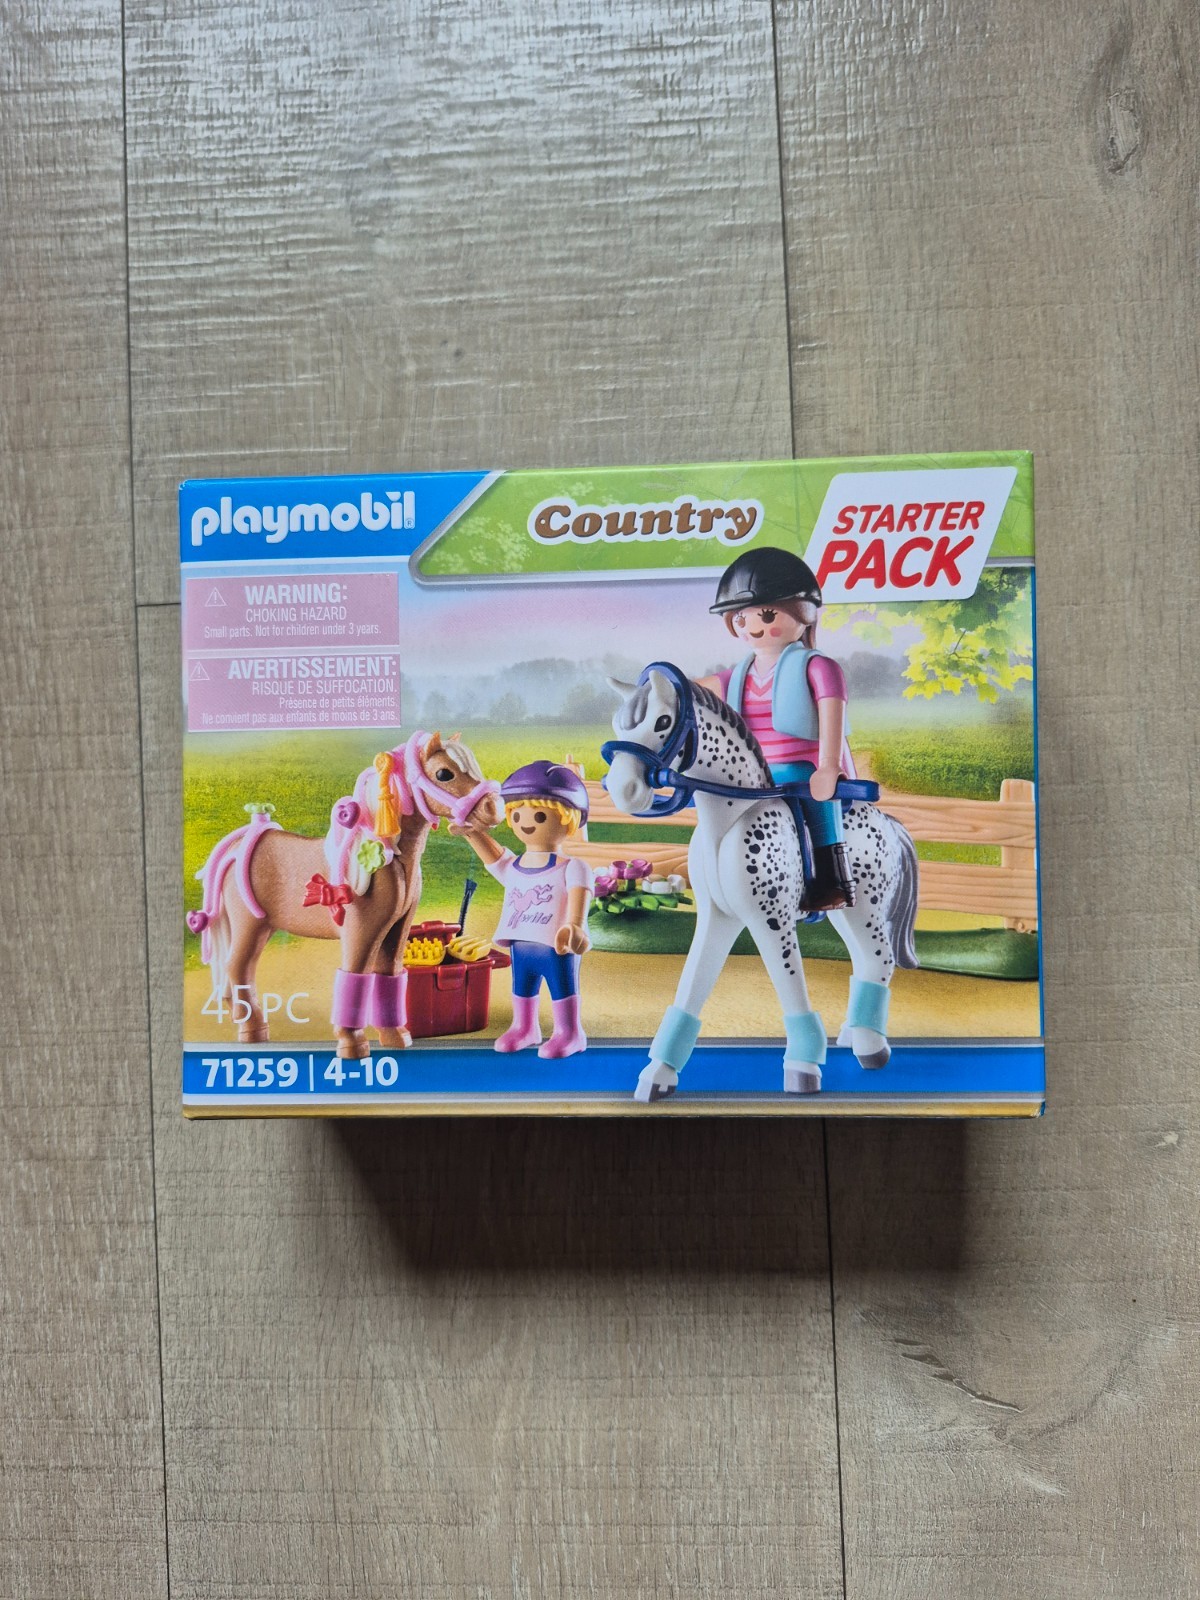 playmobil®
Country
STARTER
PACK
WARNING:
CHOKING HAZARD
Small parts. Not for children under 3 years.
AVERTISSEMENT:
RISQUE DE SUFFOCATION.
Présence de petits éléments.
Ne convient pas aux enfants de moins de 3 ans.
wild
45 PC
71259 | 4-10